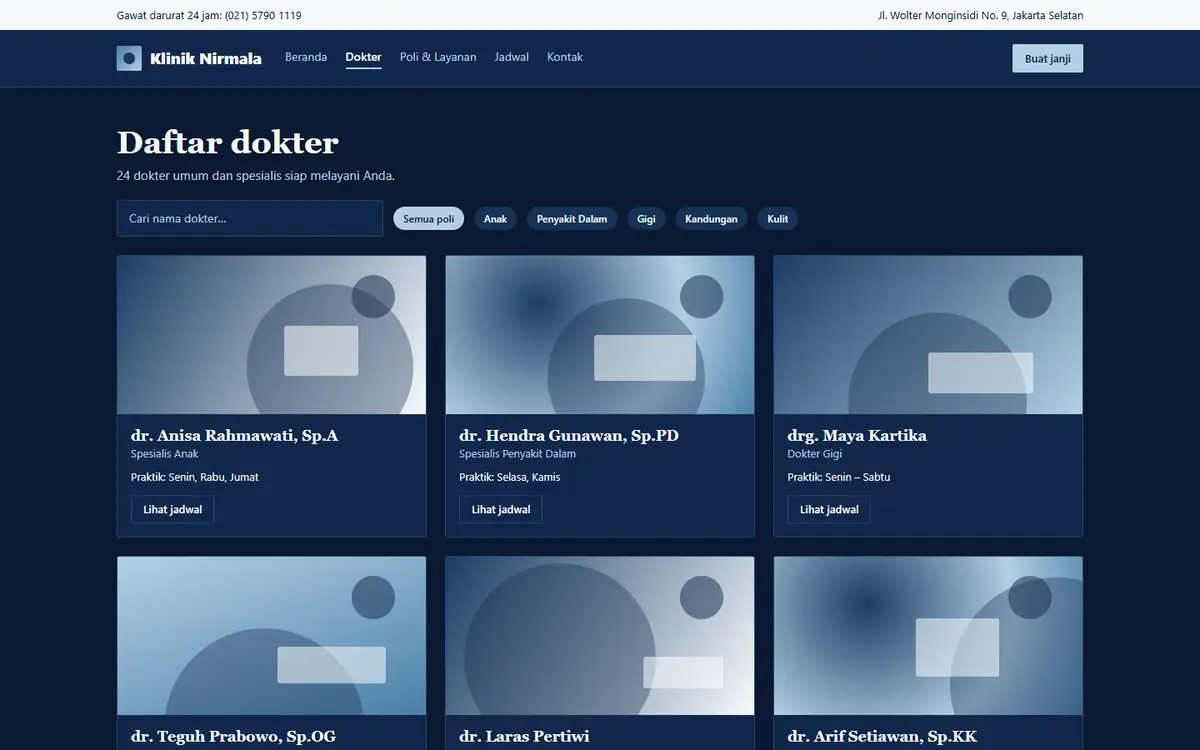 Gawat darurat 24 jam: (021) 5790 1119
Jl. Wolter Monginsidi No. 9, Jakarta Selatan
Klinik Nirmala
Beranda
Dokter
Poli & Layanan
Jadwal
Kontak
Buat janji
Daftar dokter
24 dokter umum dan spesialis siap melayani Anda.
Cari nama dokter...
Semua poli
Anak
Penyakit Dalam
Gigi
Kandungan
Kulit
dr. Anisa Rahmawati, Sp.A
Spesialis Anak
Praktik: Senin, Rabu, Jumat
Lihat jadwal
dr. Hendra Gunawan, Sp.PD
Spesialis Penyakit Dalam
Praktik: Selasa, Kamis
Lihat jadwal
drg. Maya Kartika
Dokter Gigi
Praktik: Senin – Sabtu
Lihat jadwal
dr. Teguh Prabowo, Sp.OG
dr. Laras Pertiwi
dr. Arif Setiawan, Sp.KK